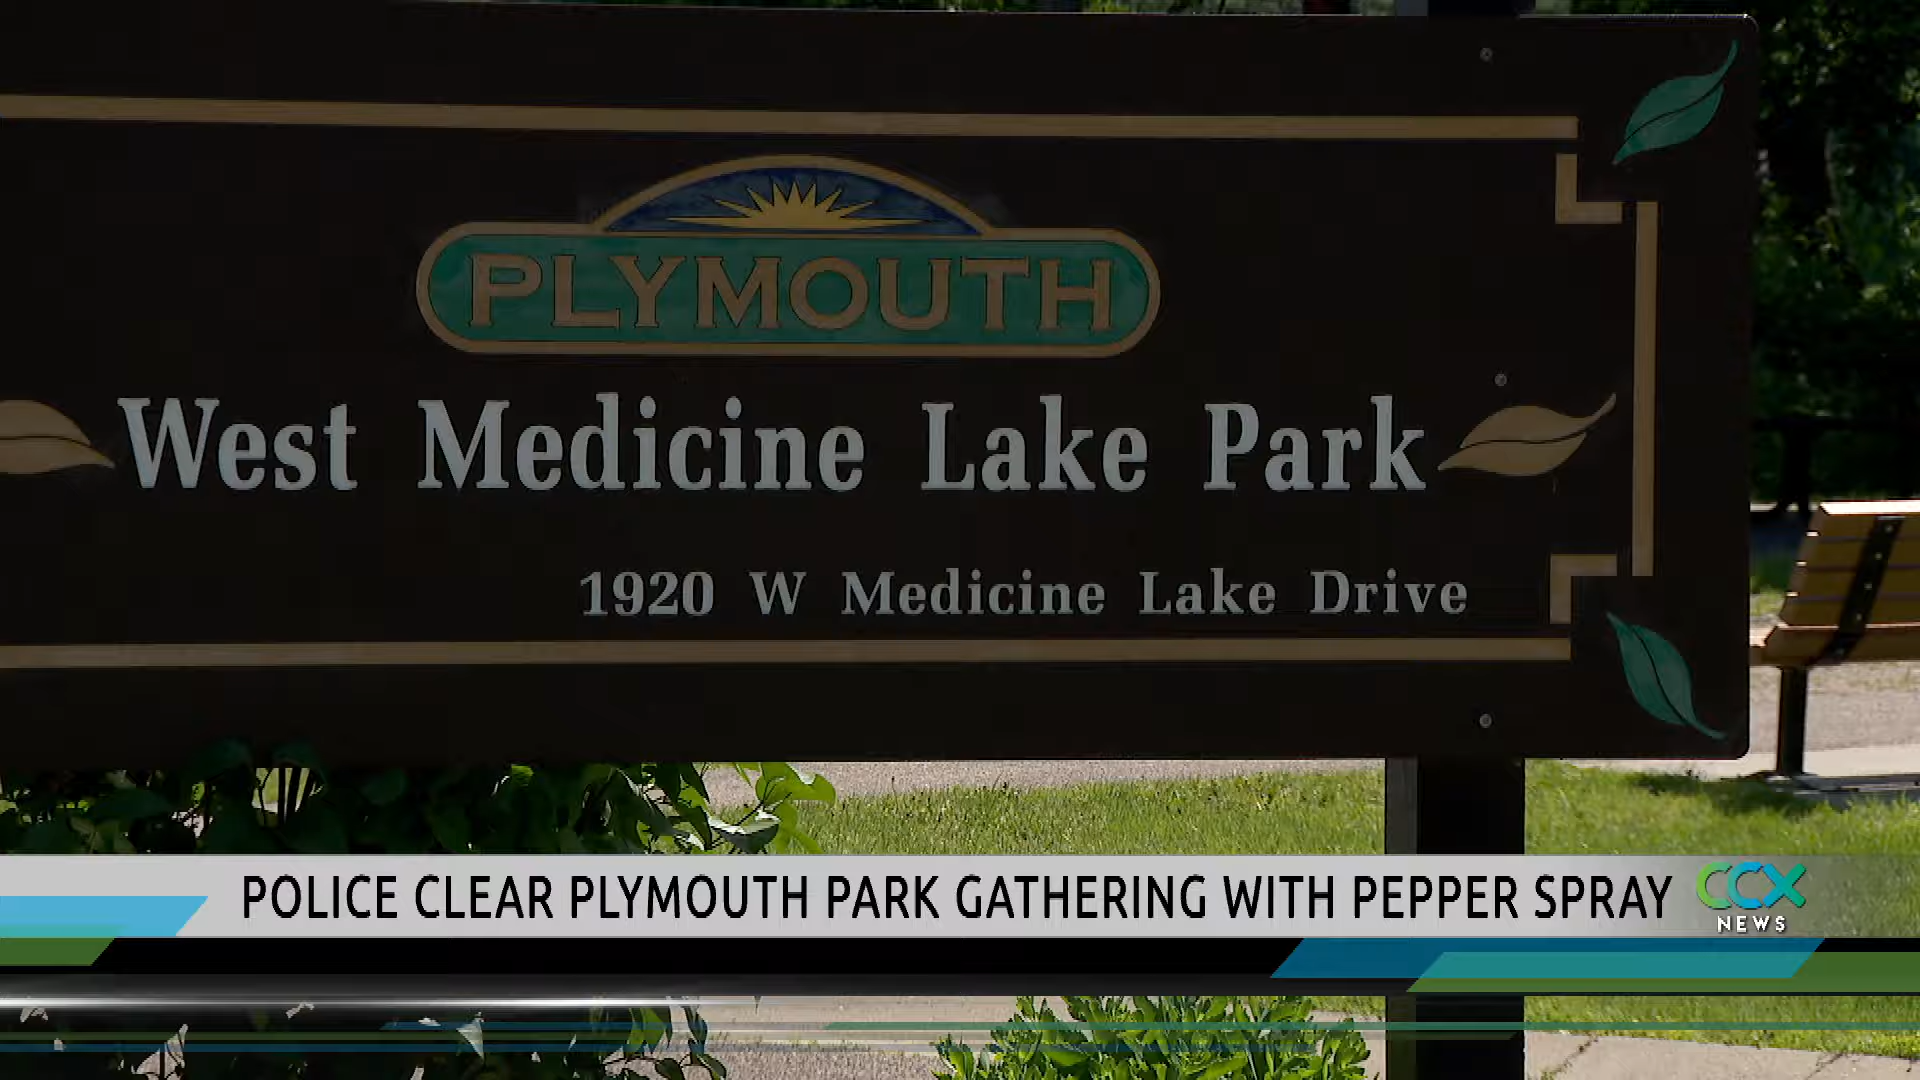 PLYMOUTH
West Medicine Lake Park
1920 W Medicine Lake Drive
POLICE CLEAR PLYMOUTH PARK GATHERING WITH PEPPER SPRAY
CCX
NEWS